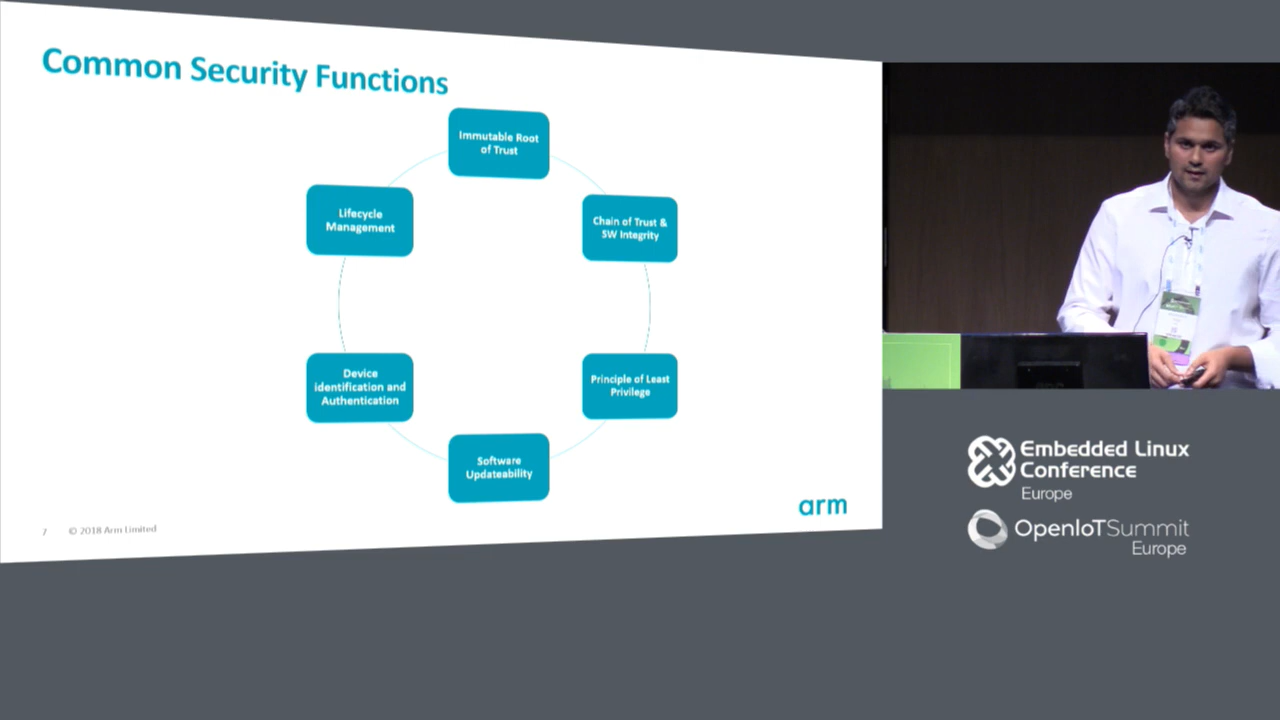 Common Security Functions
Immutable Root
of Trust
Lifecycle
Management
Chain of Trust &
SW Integrity
Device
identification and
Authentication
Principle of Least
Privilege
Software
Updateability
arm
7 © 2018 Arm Limited
Embedded Linux
Conference
Europe
OpenIoTSummit
Europe